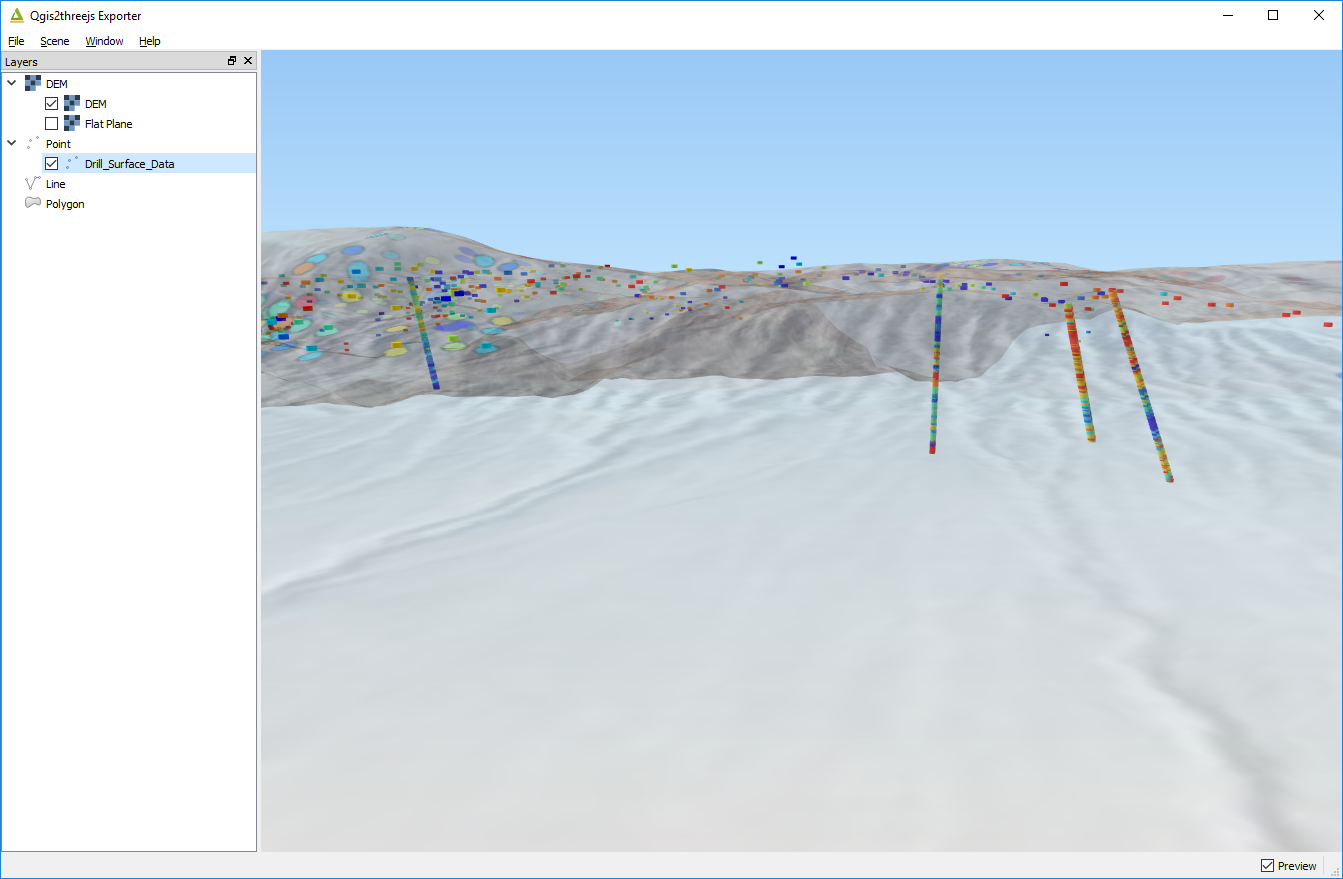 Qgis2threejs Exporter
File Scene Window Help
Layers
DEM
DEM
Flat Plane
Point
Drill_Surface_Data
Line
Polygon
Preview